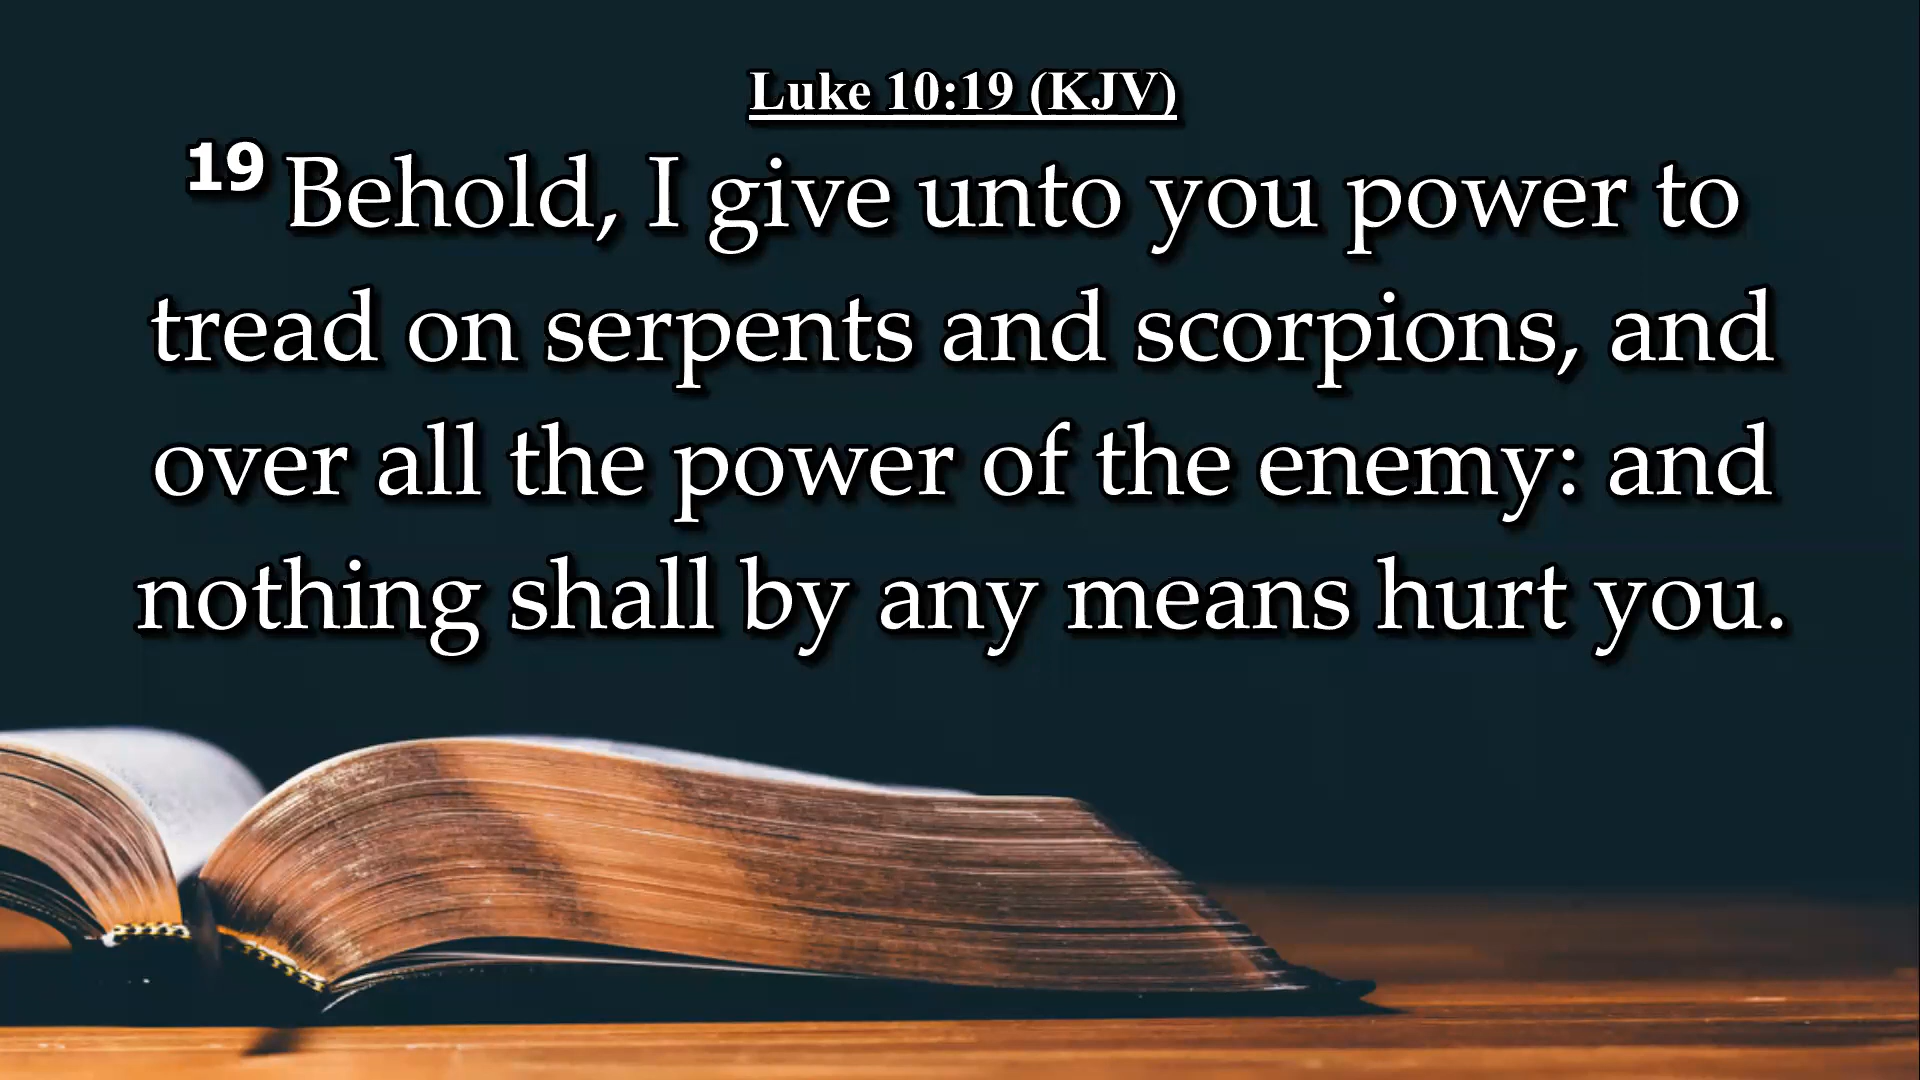 Luke 10:19 (KJV)
19 Behold, I give unto you power to
tread on serpents and scorpions, and
over all the power of the enemy: and
nothing shall by any means hurt you.